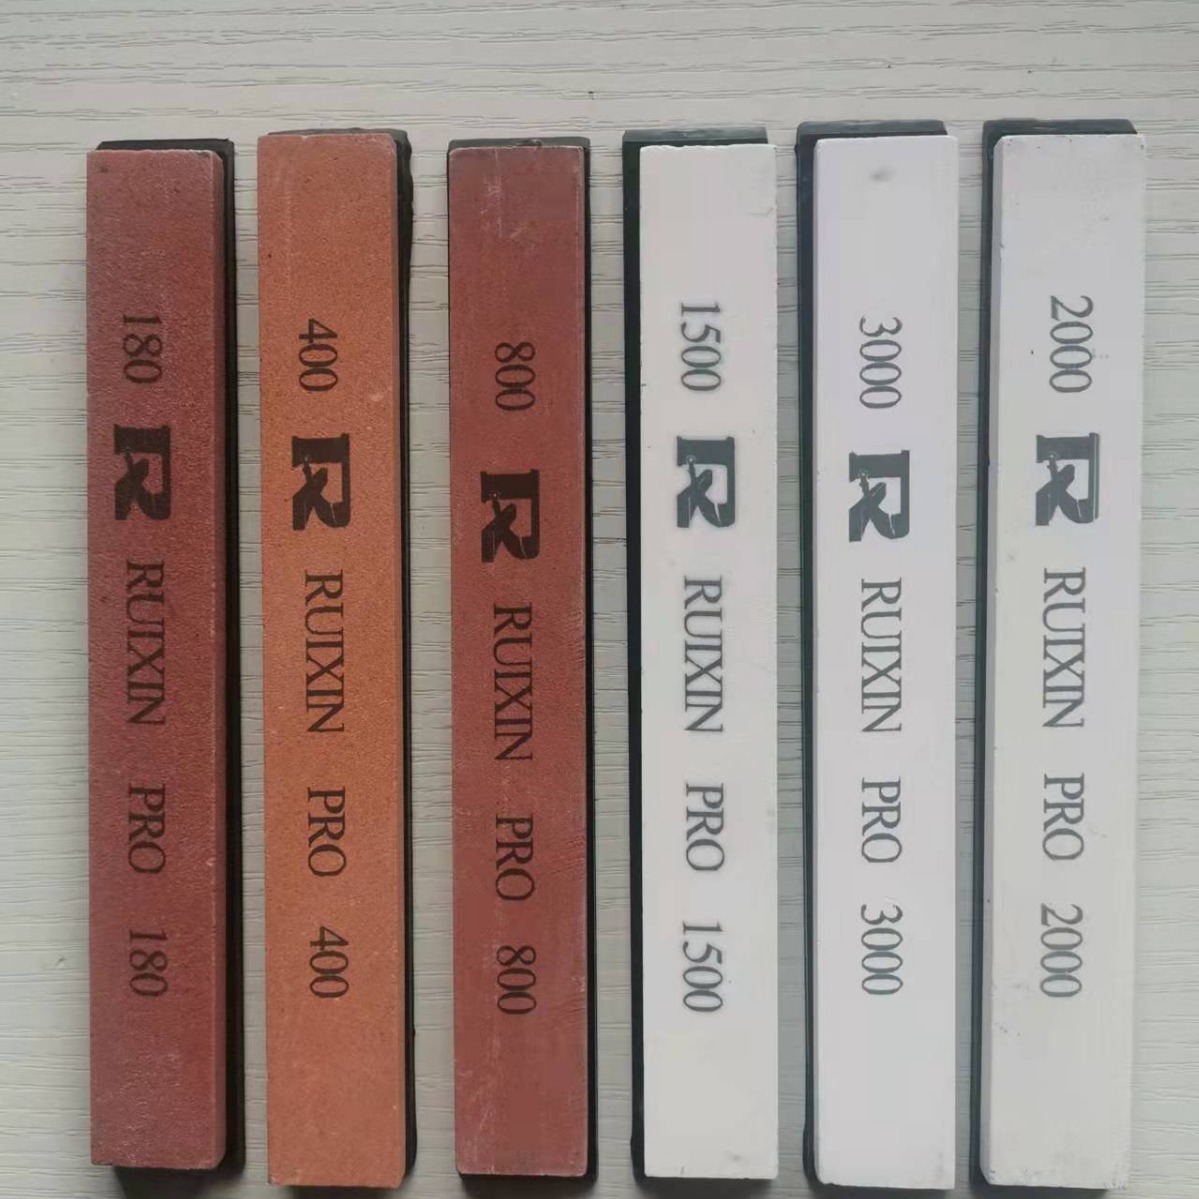 180 R RUIXIN PRO 180
400 R RUIXIN PRO 400
800 R RUIXIN PRO 800
1500 R RUIXIN PRO 1500
3000 R RUIXIN PRO 3000
2000 R RUIXIN PRO 2000